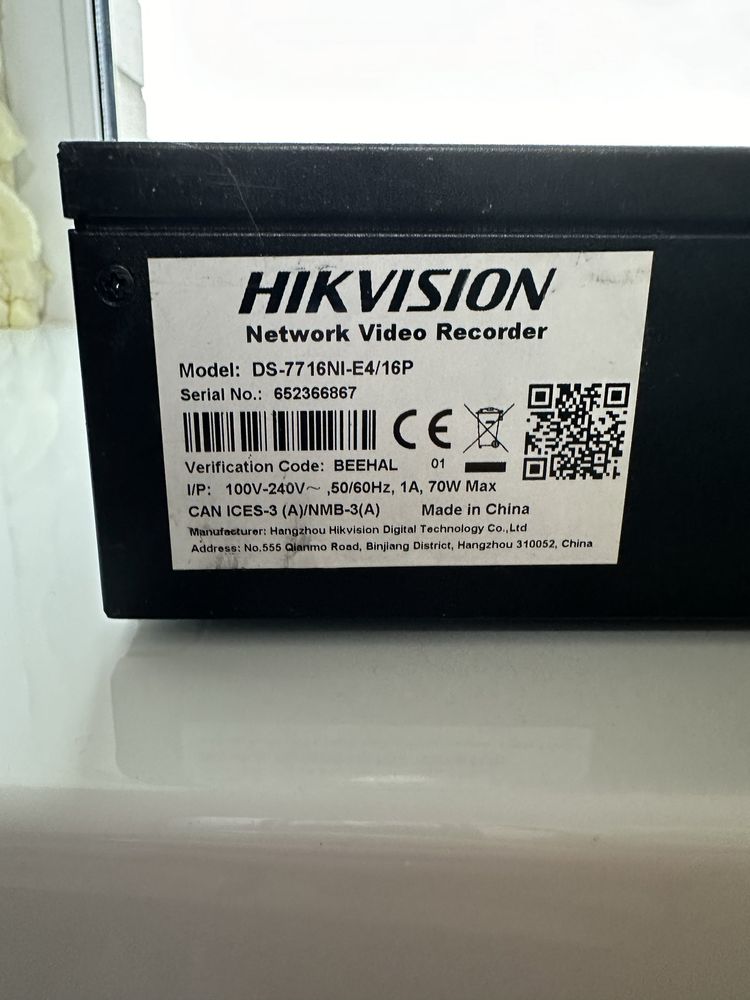 HIKVISION
Network Video Recorder
Model: DS-7716NI-E4/16P
Serial No.: 652366867
Verification Code: BEEHAL 01
I/P: 100V-240V～ ,50/60Hz, 1A, 70W Max
CAN ICES-3 (A)/NMB-3(A) Made in China
Manufacturer: Hangzhou Hikvision Digital Technology Co.,Ltd
Address: No.555 Qianmo Road, Binjiang District, Hangzhou 310052, China